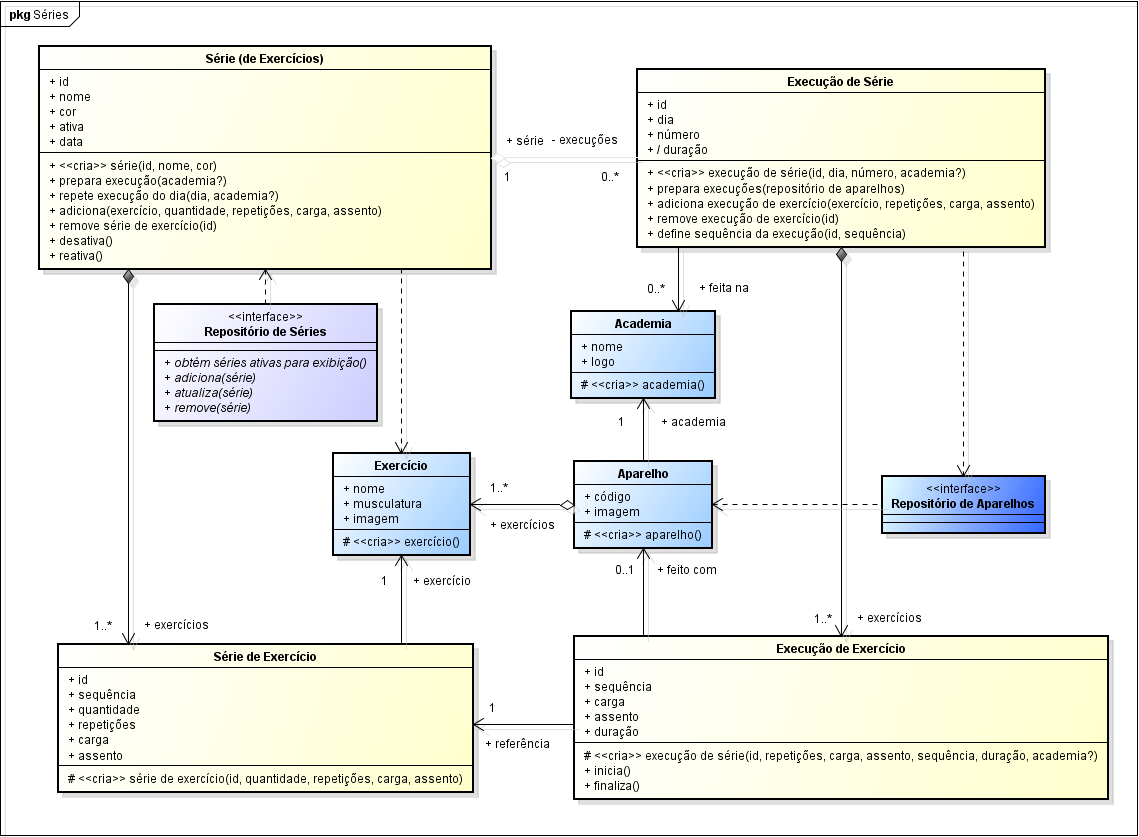 pkg Séries
Série (de Exercícios)
+ id
+ nome
+ cor
+ ativa
+ data
+ <<cria>> série(id, nome, cor)
+ prepara execução(academia?)
+ repete execução do dia(dia, academia?)
+ adiciona(exercício, quantidade, repetições, carga, assento)
+ remove série de exercício(id)
+ desativa()
+ reativa()
+ série
- execuções
1
0..*
Execução de Série
+ id
+ dia
+ número
+ / duração
+ <<cria>> execução de série(id, dia, número, academia?)
+ prepara execuções(repositório de aparelhos)
+ adiciona execução de exercício(exercício, repetições, carga, assento)
+ remove execução de exercício(id)
+ define sequência da execução(id, sequência)
0..*
+ feita na
<<interface>>
Repositório de Séries
+ obtém séries ativas para exibição()
+ adiciona(série)
+ atualiza(série)
+ remove(série)
Academia
+ nome
+ logo
# <<cria>> academia()
1
+ academia
Exercício
+ nome
+ musculatura
+ imagem
# <<cria>> exercício()
1..*
+ exercícios
Aparelho
+ código
+ imagem
# <<cria>> aparelho()
<<interface>>
Repositório de Aparelhos
1
+ exercício
0..1
+ feito com
1..*
+ exercícios
1..*
+ exercícios
Série de Exercício
+ id
+ sequência
+ quantidade
+ repetições
+ carga
+ assento
# <<cria>> série de exercício(id, quantidade, repetições, carga, assento)
1
+ referência
Execução de Exercício
+ id
+ sequência
+ carga
+ assento
+ duração
# <<cria>> execução de série(id, repetições, carga, assento, sequência, duração, academia?)
+ inicia()
+ finaliza()